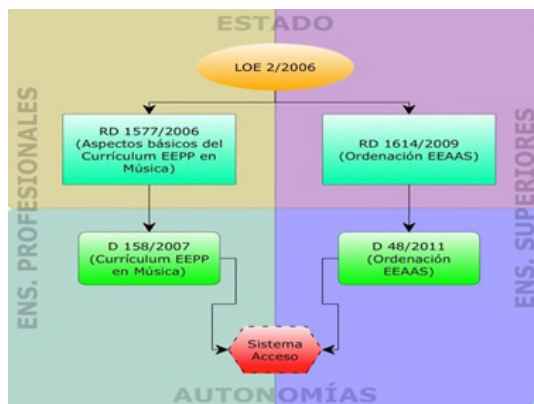 ESTADO
LOE 2/2006
ENS. PROFESIONALES
ENS. SUPERIORES
RD 1577/2006
(Aspectos básicos del
Currículum EEPP en
Música)
RD 1614/2009
(Ordenación EEAAS)
D 158/2007
(Currículum EEPP
en Música)
D 48/2011
(Ordenación
EEAAS)
Sistema
Acceso
AUTONOMÍAS